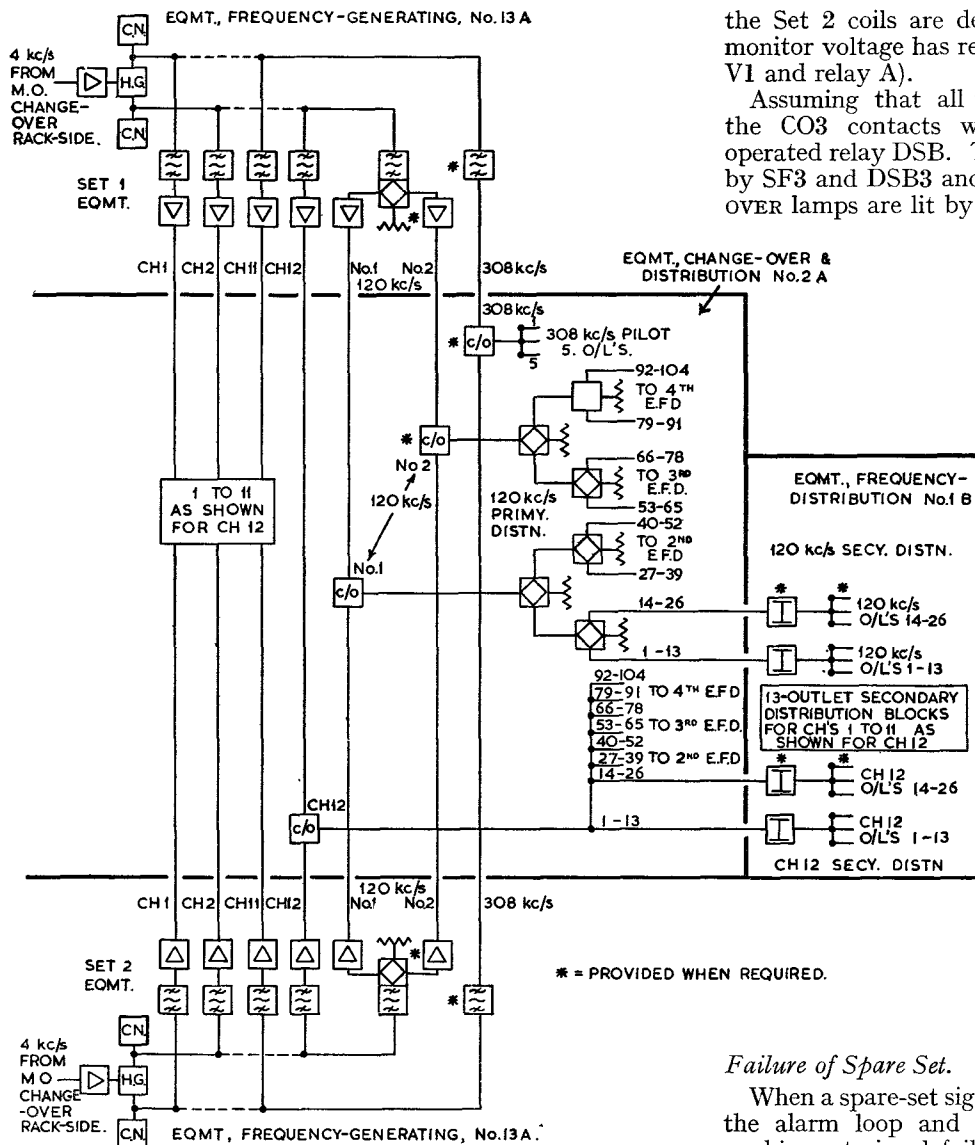 EQMT., FREQUENCY-GENERATING, No. 13 A
C.N.
4 kc/s
FROM
M.O.
CHANGE-
OVER
RACK-SIDE.
H.G.
C.N.
SET 1
EQMT.
CH1
CH2
CH11
CH12
No.1
No.2
120 kc/s
308 kc/s
*
*
the Set 2 coils are de
monitor voltage has re
V1 and relay A).
Assuming that all
the CO3 contacts w
operated relay DSB. T
by SF3 and DSB3 and
OVER lamps are lit by
EQMT., CHANGE-OVER &
DISTRIBUTION No. 2 A
308 kc/s
* c/o
1
308 kc/s PILOT
5. O/L'S.
5
92-104
TO 4TH
E.F.D
79-91
* c/o
No 2
66-78
TO 3RD
E.F.D.
53-65
120 kc/s
120 kc/s
PRIMY.
DISTN.
1 TO 11
AS SHOWN
FOR CH 12
40-52
TO 2ND
E.F.D
27-39
No.1
c/o
14-26
1-13
EQMT., FREQUENCY-
DISTRIBUTION No. 1 B
120 kc/s SECY. DISTN.
*
*
120 kc/s
O/L'S 14-26
120 kc/s
O/L'S 1-13
92-104
79-91 TO 4TH E.F.D
66-78
53-65 TO 3RD E.F.D.
40-52
27-39 TO 2ND E.F.D
14-26
13-OUTLET SECONDARY
DISTRIBUTION BLOCKS
FOR CH'S 1 TO 11 AS
SHOWN FOR CH 12
*
*
CH 12
O/L'S 14-26
CH12
c/o
1-13
CH 12
O/L'S 1-13
CH 12 SECY. DISTN
CH 1
CH 2
CH11
CH12
120 kc/s
No.1
No.2
308 kc/s
SET 2
EQMT.
*
*
* = PROVIDED WHEN REQUIRED.
C.N.
4 kc/s
FROM
M O
CHANGE
-OVER
RACK-SIDE.
H.G.
C.N.
EQMT., FREQUENCY-GENERATING, No. 13 A.
Failure of Spare Set.
When a spare-set sig
the alarm loop and